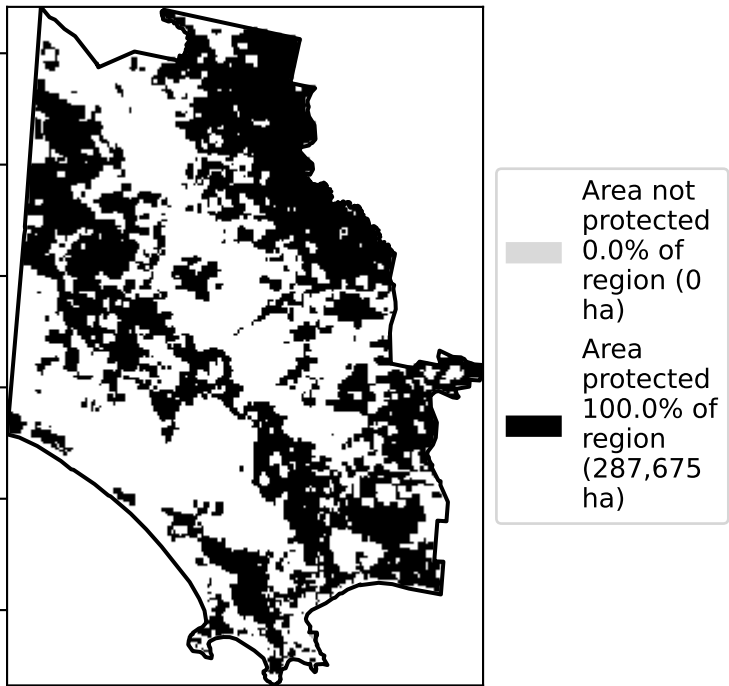 Area not
protected
0.0% of
region (0
ha)
Area
protected
100.0% of
region
(287,675
ha)